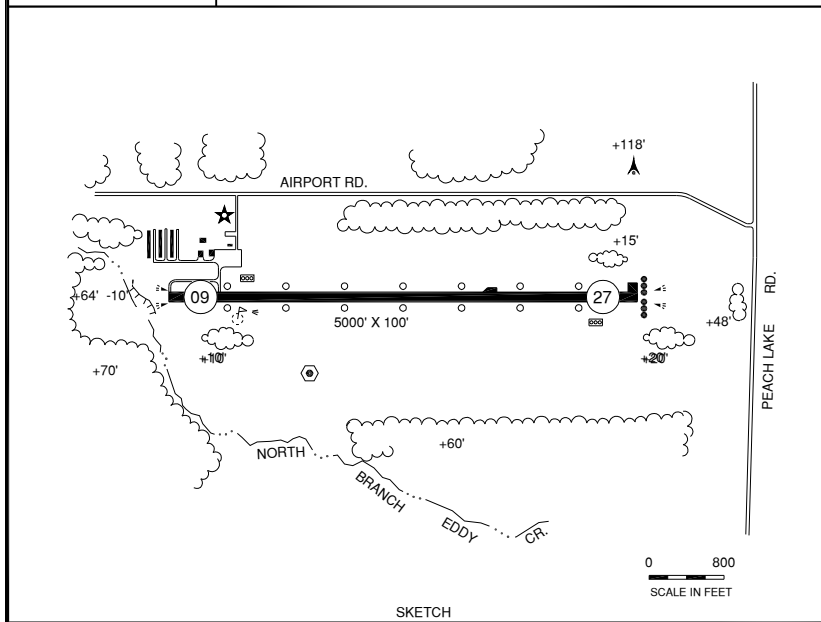 +118'
AIRPORT RD.
+15'
+64' -10'
09
27
5000' X 100'
+48'
+10'
+20'
+70'
PEACH LAKE RD.
+60'
NORTH
BRANCH
EDDY
CR.
0 800
SCALE IN FEET
SKETCH